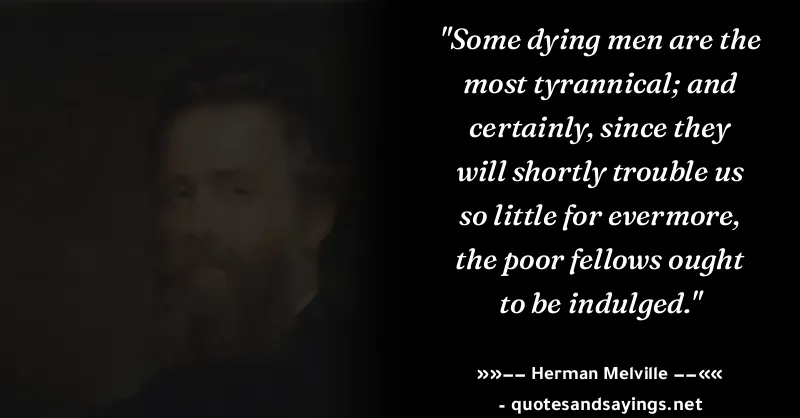 "Some dying men are the
most tyrannical; and
certainly, since they
will shortly trouble us
so little for evermore,
the poor fellows ought
to be indulged."
»»−− Herman Melville −−««
- quotesandsayings.net